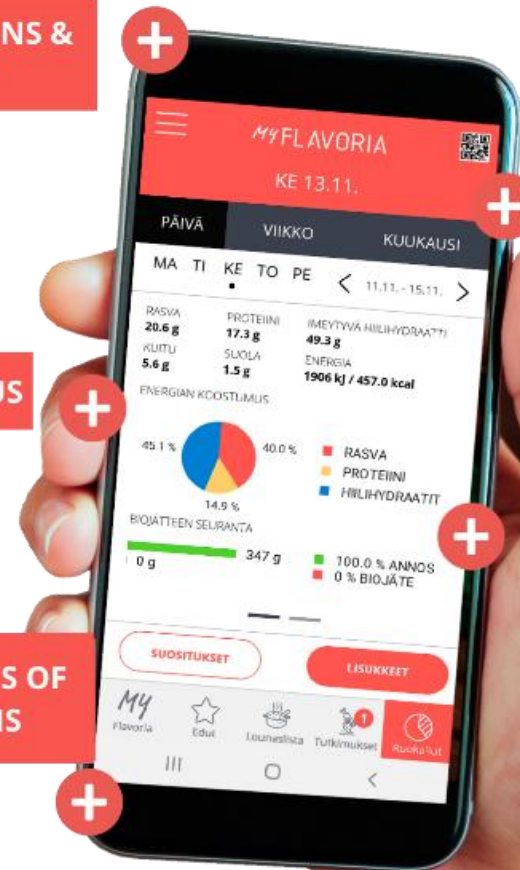 NS &
MYFLAVORIA
KE 13.11.
PÄIVÄ VIIKKO KUUKAUSI
MA TI KE TO PE < 11.11. - 15.11. >
RASVA PROTEIINI IMEYTYVÄ HIILIHYDRAATTI
20.6 g 17.3 g 49.3 g
KUITU SUOLA ENERGIA
5.6 g 1.5 g 1906 kJ / 457.0 kcal
US
ENERGIAN KOOSTUMUS
45.1 % 40.0 % RASVA
PROTEIINI
HIILIHYDRAATIT
14.9 %
BIOJÄTTEEN SEURANTA
0 g 347 g 100.0 % ANNOS
0 % BIOJÄTE
S OF
IS
SUOSITUKSET LISUKKEET
MY
Flavoria Edut Lounaslista Tutkimukset 1 Ruokailut